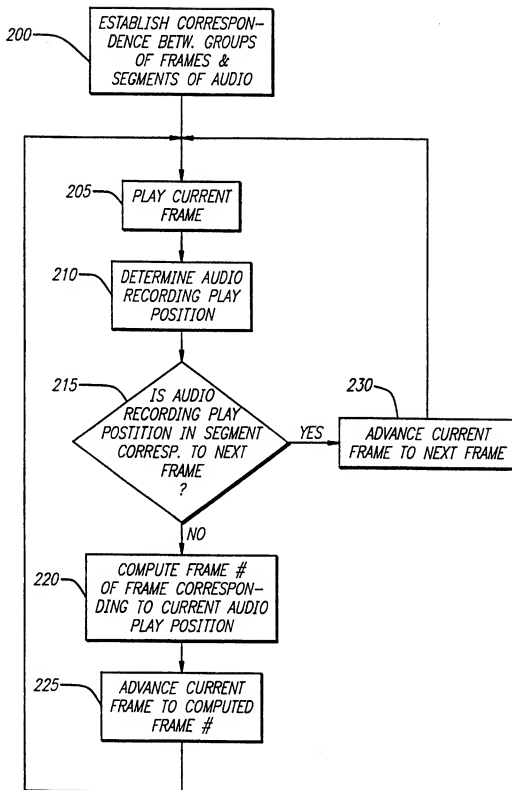 200
ESTABLISH CORRESPON-
DENCE BETW. GROUPS
OF FRAMES &
SEGMENTS OF AUDIO
205
PLAY CURRENT
FRAME
210
DETERMINE AUDIO
RECORDING PLAY
POSITION
215
IS AUDIO
RECORDING PLAY
POSTITION IN SEGMENT
CORRESP. TO NEXT
FRAME
?
YES
230
ADVANCE CURRENT
FRAME TO NEXT FRAME
NO
220
COMPUTE FRAME #
OF FRAME CORRESPON-
DING TO CURRENT AUDIO
PLAY POSITION
225
ADVANCE CURRENT
FRAME TO COMPUTED
FRAME #